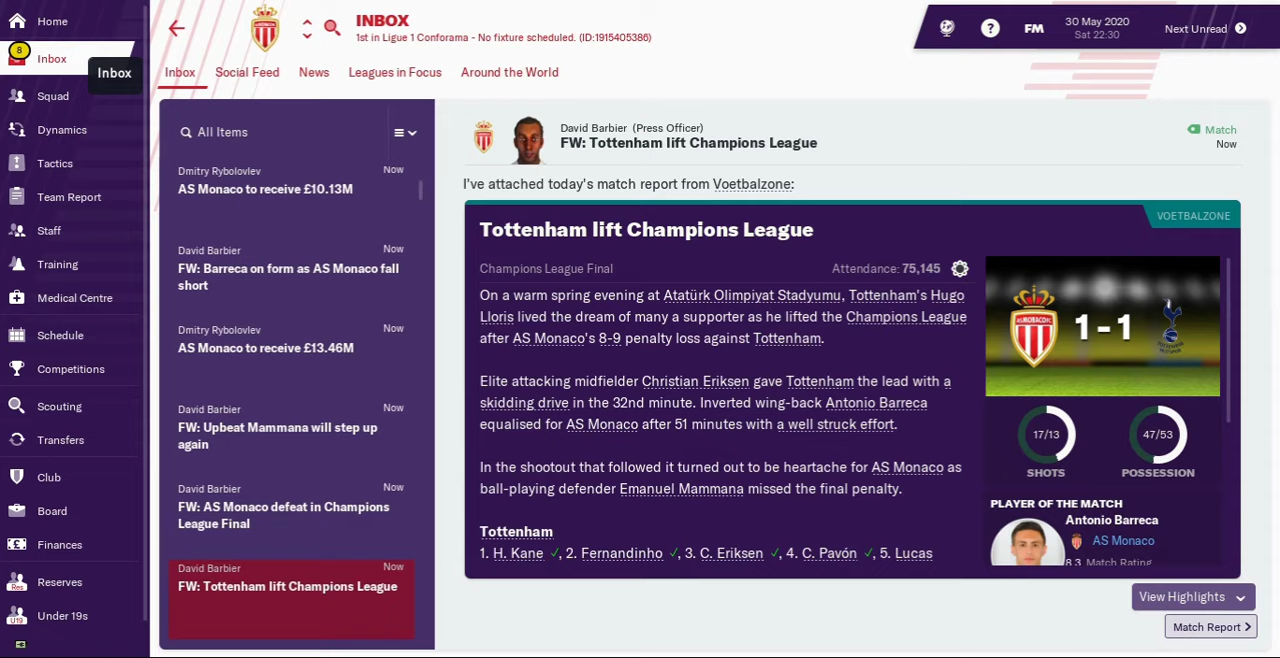 Home
8
Inbox
Inbox
Squad
Dynamics
Tactics
Team Report
Staff
Training
Medical Centre
Schedule
Competitions
Scouting
Transfers
Club
Board
Finances
Res
Reserves
U19
Under 19s
INBOX
1st in Ligue 1 Conforama - No fixture scheduled. (ID:1915405386)
? FM 30 May 2020
Sat 22:30
Next Unread
Inbox Social Feed News Leagues in Focus Around the World
All Items
Dmitry Rybolovlev Now
AS Monaco to receive £10.13M
David Barbier Now
FW: Barreca on form as AS Monaco fall
short
Dmitry Rybolovlev Now
AS Monaco to receive £13.46M
David Barbier Now
FW: Upbeat Mammana will step up
again
David Barbier Now
FW: AS Monaco defeat in Champions
League Final
David Barbier Now
FW: Tottenham lift Champions League
David Barbier (Press Officer)
FW: Tottenham lift Champions League
Match
Now
I've attached today's match report from Voetbalzone:
VOETBALZONE
Tottenham lift Champions League
Champions League Final Attendance: 75,145
On a warm spring evening at Atatürk Olimpiyat Stadyumu, Tottenham's Hugo
Lloris lived the dream of many a supporter as he lifted the Champions League
after AS Monaco's 8-9 penalty loss against Tottenham.
Elite attacking midfielder Christian Eriksen gave Tottenham the lead with a
skidding drive in the 32nd minute. Inverted wing-back Antonio Barreca
equalised for AS Monaco after 51 minutes with a well struck effort.
In the shootout that followed it turned out to be heartache for AS Monaco as
ball-playing defender Emanuel Mammana missed the final penalty.
Tottenham
1. H. Kane ✓, 2. Fernandinho ✓, 3. C. Eriksen ✓, 4. C. Pavón ✓, 5. Lucas
1-1
17/13
SHOTS
47/53
POSSESSION
PLAYER OF THE MATCH
Antonio Barreca
AS Monaco
8.3 Match Rating
View Highlights
Match Report